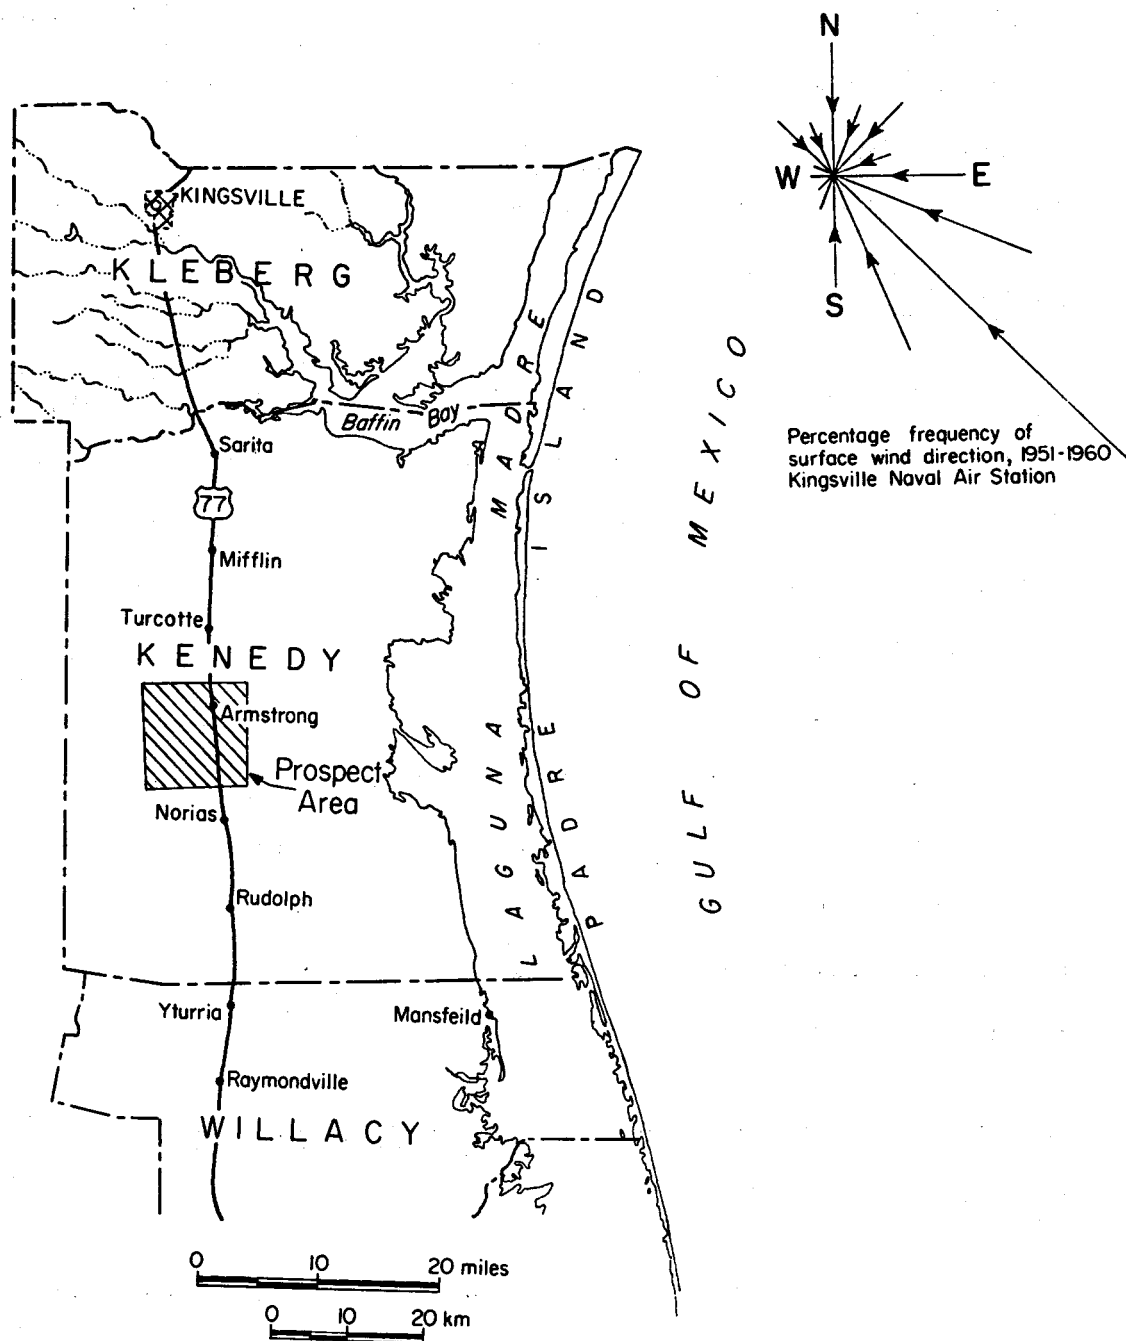 N
W
E
S
KINGSVILLE
KLEBERG
Baffin Bay
Percentage frequency of
surface wind direction, 1951-1960
Kingsville Naval Air Station
Sarita
77
Mifflin
Turcotte
KENEDY
Armstrong
Prospect
Area
Norias
Rudolph
LAGUNA MADRE
PADRE ISLAND
GULF OF MEXICO
Yturria
Mansfeild
Raymondville
WILLACY
0 10 20 miles
0 10 20 km